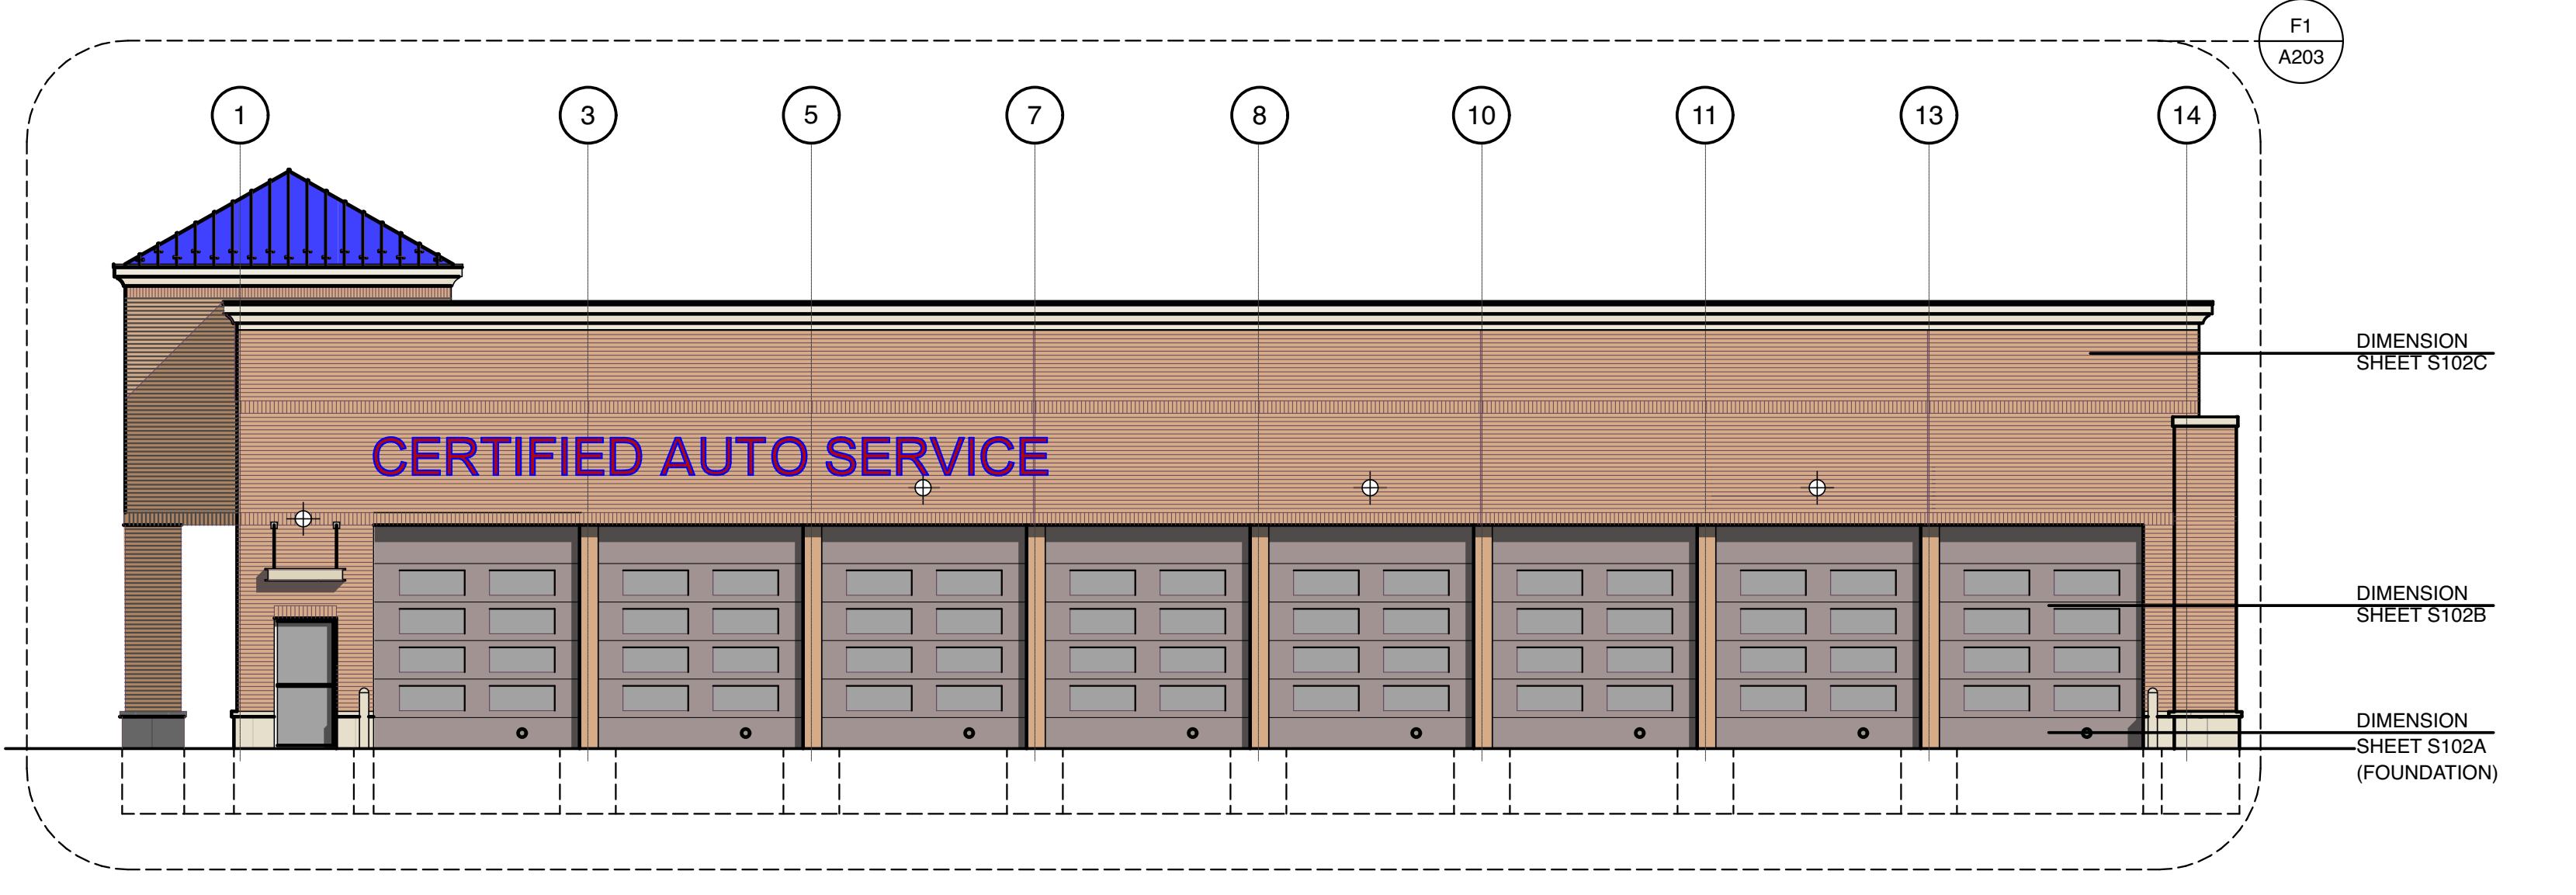 F1
A203
1
3
5
7
8
10
11
13
14
DIMENSION
SHEET S102C
CERTIFIED AUTO SERVICE
DIMENSION
SHEET S102B
DIMENSION
SHEET S102A
(FOUNDATION)